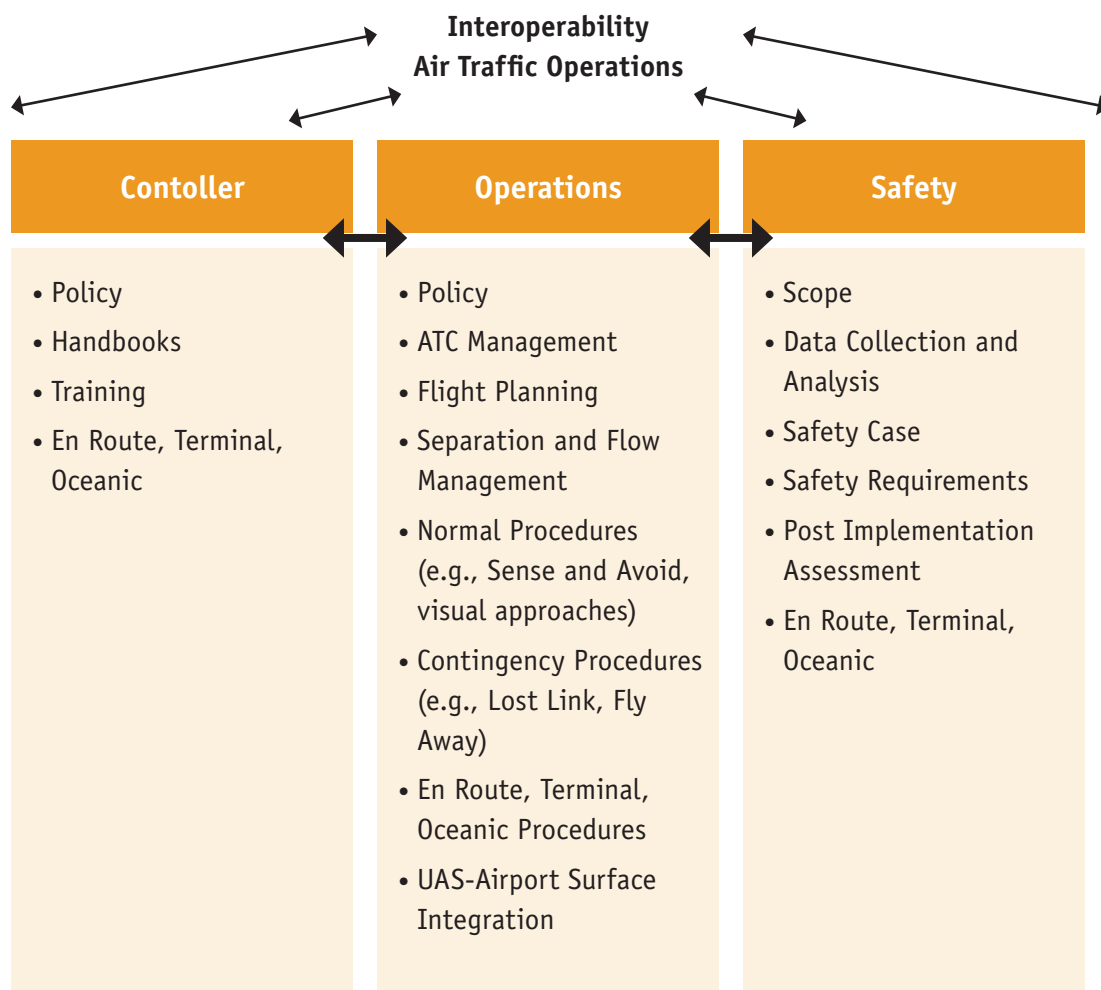 Interoperability
Air Traffic Operations
Contoller
• Policy
• Handbooks
• Training
• En Route, Terminal,
Oceanic
Operations
• Policy
• ATC Management
• Flight Planning
• Separation and Flow
Management
• Normal Procedures
(e.g., Sense and Avoid,
visual approaches)
• Contingency Procedures
(e.g., Lost Link, Fly
Away)
• En Route, Terminal,
Oceanic Procedures
• UAS-Airport Surface
Integration
Safety
• Scope
• Data Collection and
Analysis
• Safety Case
• Safety Requirements
• Post Implementation
Assessment
• En Route, Terminal,
Oceanic